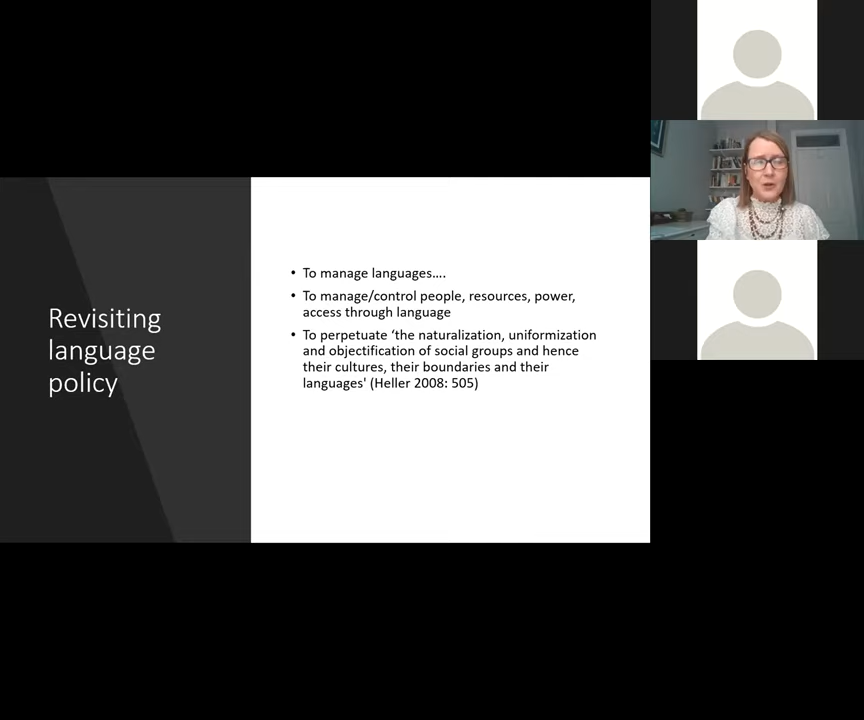 Revisiting
language
policy
• To manage languages....
• To manage/control people, resources, power,
access through language
• To perpetuate ‘the naturalization, uniformization
and objectification of social groups and hence
their cultures, their boundaries and their
languages' (Heller 2008: 505)